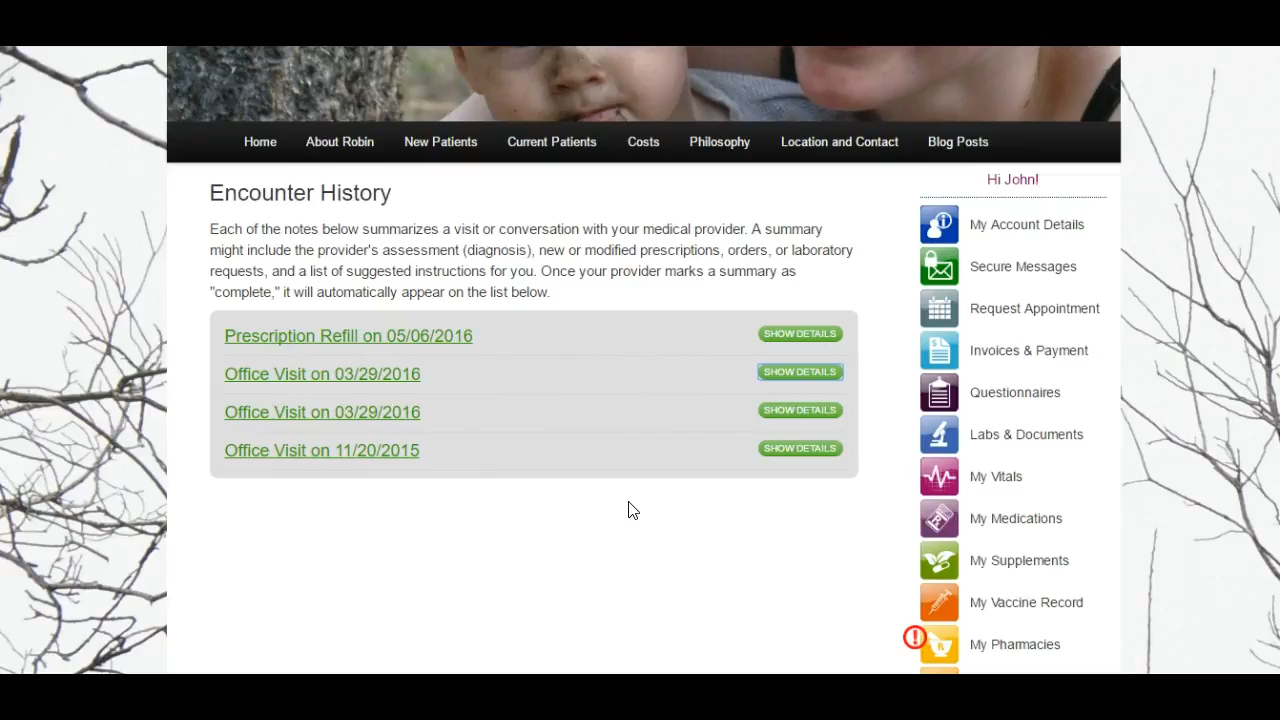 Home About Robin New Patients Current Patients Costs Philosophy Location and Contact Blog Posts
Encounter History
Each of the notes below summarizes a visit or conversation with your medical provider. A summary
might include the provider's assessment (diagnosis), new or modified prescriptions, orders, or laboratory
requests, and a list of suggested instructions for you. Once your provider marks a summary as
"complete," it will automatically appear on the list below.
Prescription Refill on 05/06/2016 SHOW DETAILS
Office Visit on 03/29/2016 SHOW DETAILS
Office Visit on 03/29/2016 SHOW DETAILS
Office Visit on 11/20/2015 SHOW DETAILS
Hi John!
My Account Details
Secure Messages
Request Appointment
Invoices & Payment
Questionnaires
Labs & Documents
My Vitals
My Medications
My Supplements
My Vaccine Record
My Pharmacies